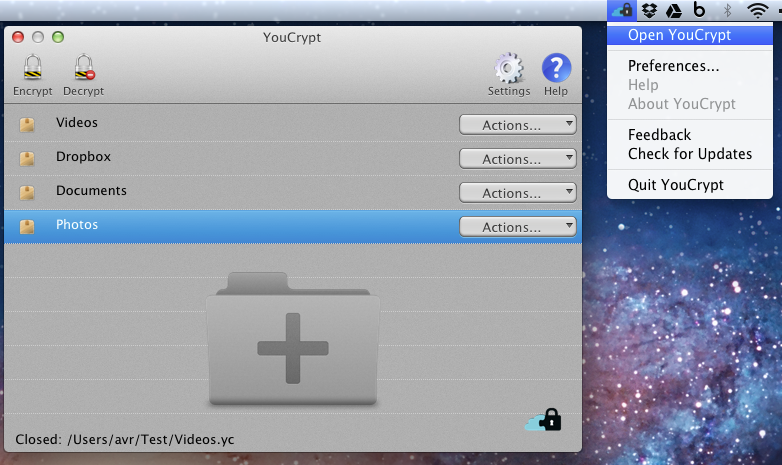 YouCrypt
Encrypt
Decrypt
Settings
Help
Videos
Actions...
Dropbox
Actions...
Documents
Actions...
Photos
Actions...
Closed: /Users/avr/Test/Videos.yc
Open YouCrypt
Preferences...
Help
About YouCrypt
Feedback
Check for Updates
Quit YouCrypt